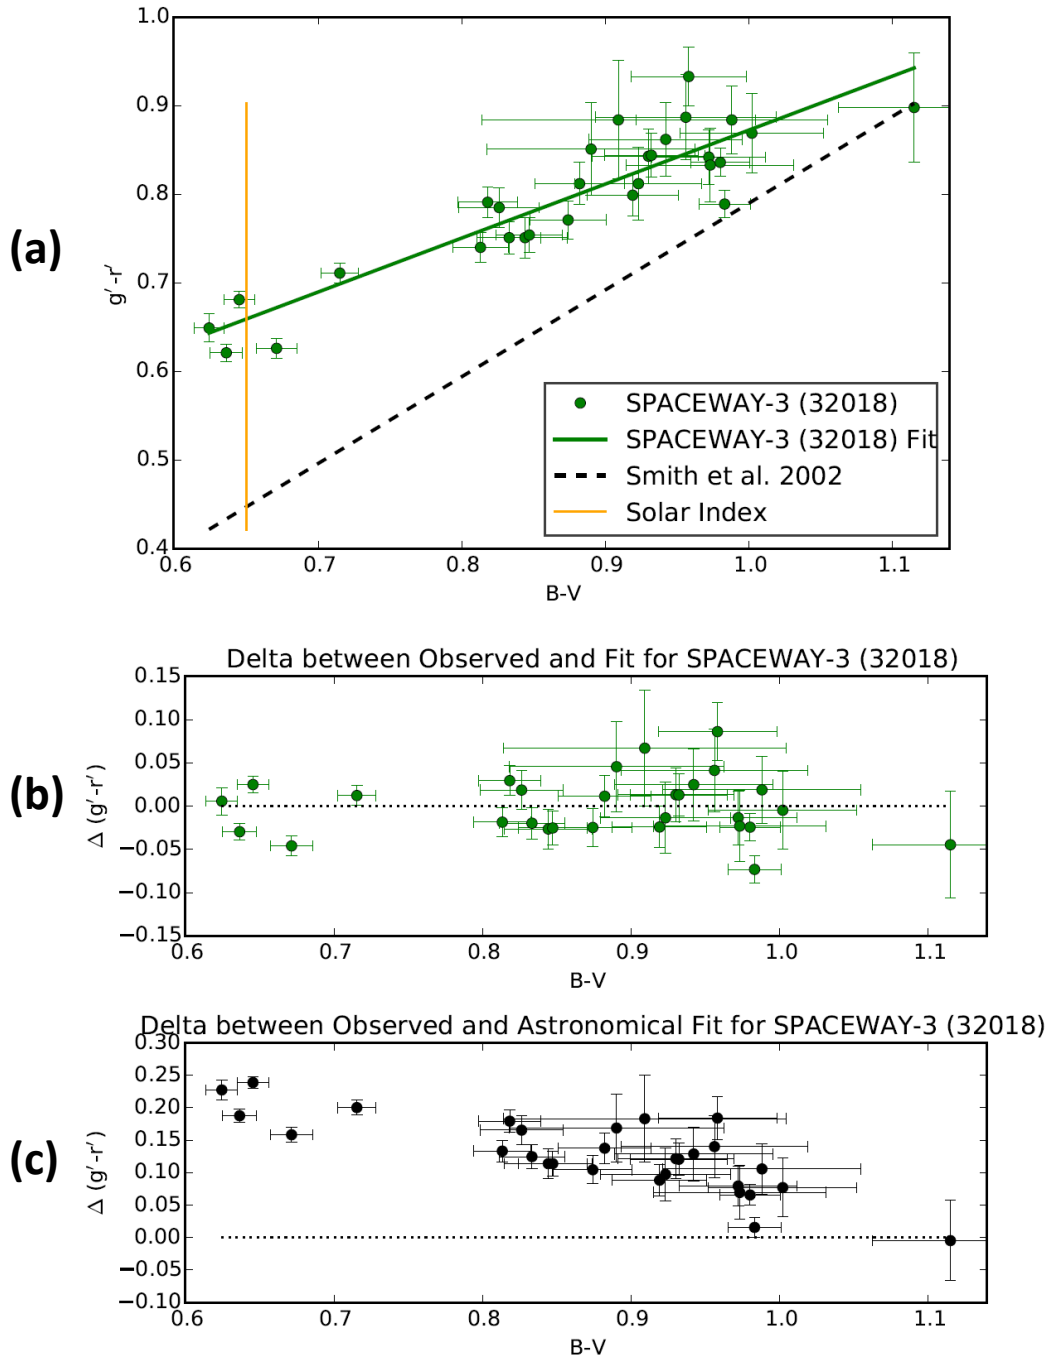 (a)
1.0
0.9
0.8
0.7
0.6
0.5
0.4
g′-r′
SPACEWAY-3 (32018)
SPACEWAY-3 (32018) Fit
Smith et al. 2002
Solar Index
0.6 0.7 0.8 0.9 1.0 1.1
B-V
Delta between Observed and Fit for SPACEWAY-3 (32018)
(b)
0.15
0.10
0.05
0.00
−0.05
−0.10
−0.15
Δ (g′-r′)
0.6 0.7 0.8 0.9 1.0 1.1
B-V
Delta between Observed and Astronomical Fit for SPACEWAY-3 (32018)
(c)
0.30
0.25
0.20
0.15
0.10
0.05
0.00
−0.05
−0.10
Δ (g′-r′)
0.6 0.7 0.8 0.9 1.0 1.1
B-V